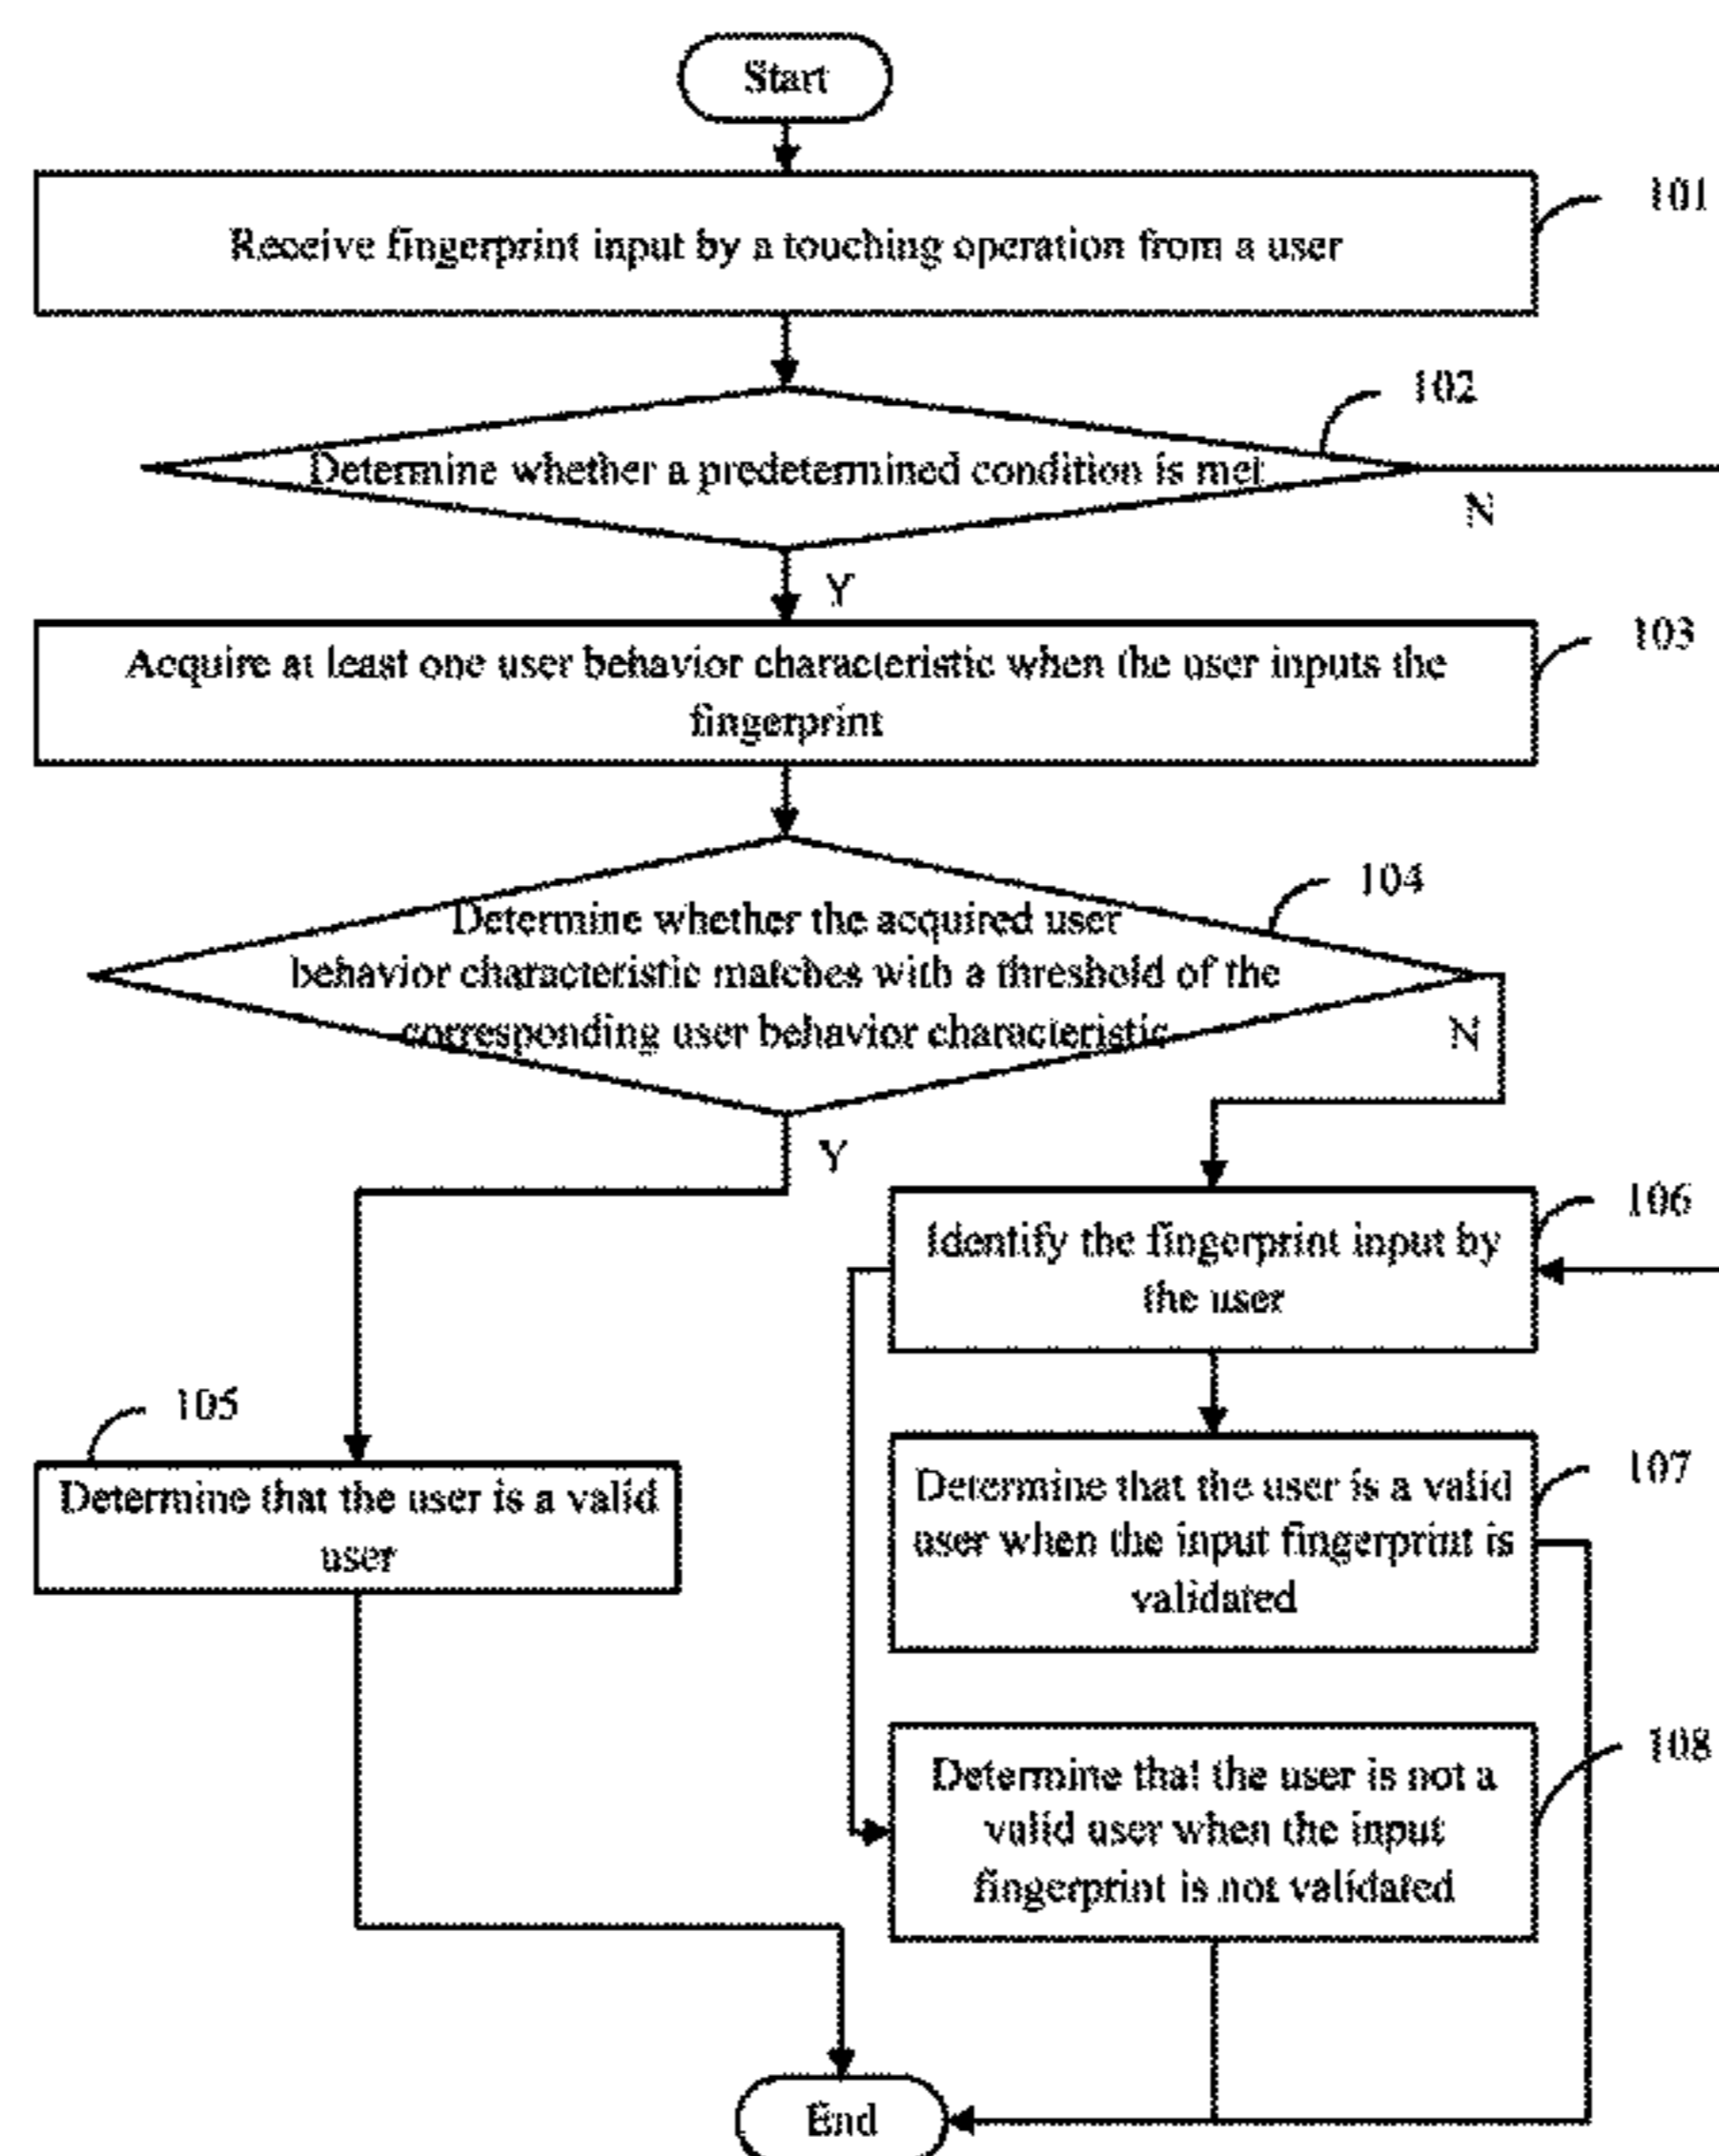 Start
Receive fingerprint input by a touching operation from a user
101
102
Determine whether a predetermined condition is met
N
Y
Acquire at least one user behavior characteristic when the user inputs the
fingerprint
103
104
Determine whether the acquired user
behavior characteristic matches with a threshold of the
corresponding user behavior characteristic
N
Y
106
Identify the fingerprint input by
the user
105
Determine that the user is a valid
user
107
Determine that the user is a valid
user when the input fingerprint is
validated
108
Determine that the user is not a
valid user when the input
fingerprint is not validated
End